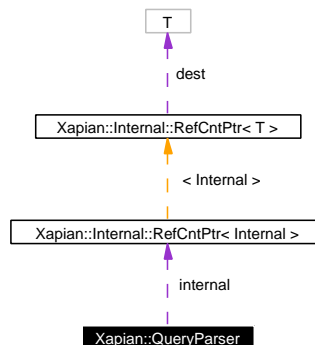 T
dest
Xapian::Internal::RefCntPtr< T >
< Internal >
Xapian::Internal::RefCntPtr< Internal >
internal
Xapian::QueryParser